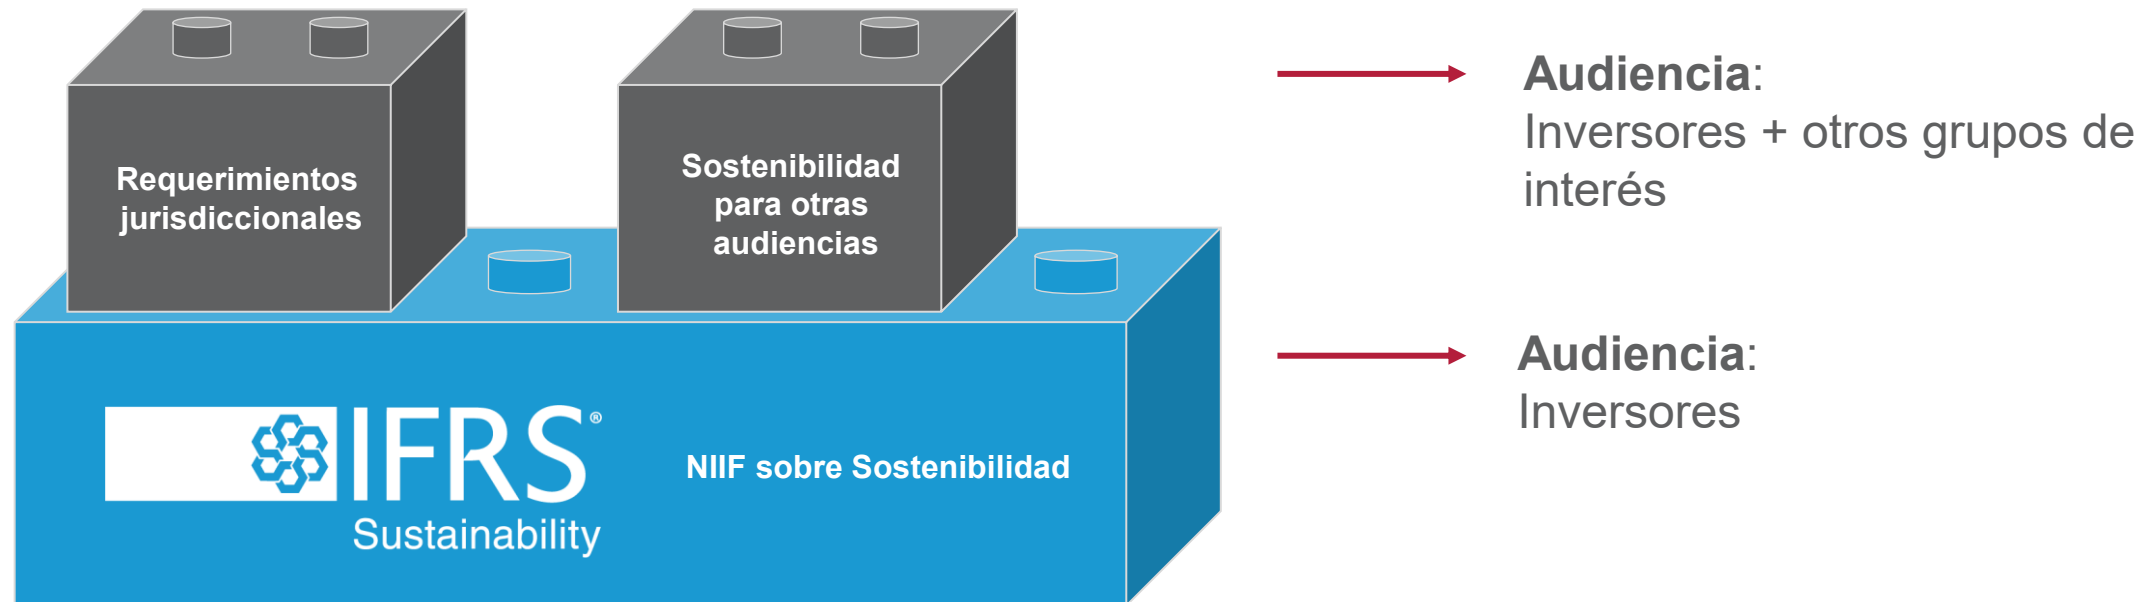 Requerimientos
jurisdiccionales
Sostenibilidad
para otras
audiencias
Audiencia:
Inversores + otros grupos de
interés
IFRS®
Sustainability
NIIF sobre Sostenibilidad
Audiencia:
Inversores